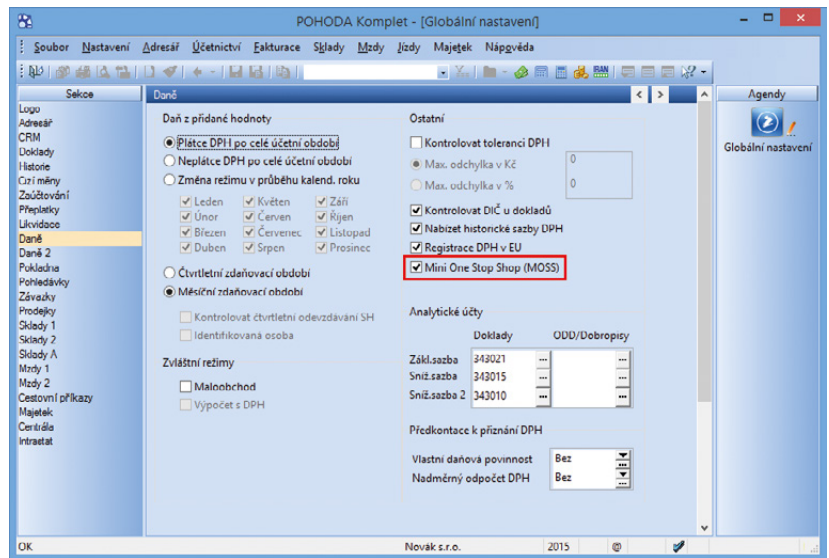 POHODA Komplet - [Globální nastavení]
Soubor Nastavení Adresář Účetnictví Fakturace Sklady Mzdy Jízdy Majetek Nápověda
IBAN
Sekce
Logo
Adresář
CRM
Doklady
Historie
Cizí měny
Zaúčtování
Přeplatky
Likvidace
Daně
Daně 2
Pokladna
Pohledávky
Závazky
Prodejky
Sklady 1
Sklady 2
Sklady A
Mzdy 1
Mzdy 2
Cestovní příkazy
Majetek
Centrála
Intrastat
Daně
Daň z přidané hodnoty
Plátce DPH po celé účetní období
Neplátce DPH po celé účetní období
Změna režimu v průběhu kalend. roku
Leden Květen Září
Únor Červen Říjen
Březen Červenec Listopad
Duben Srpen Prosinec
Čtvrtletní zdaňovací období
Měsíční zdaňovací období
Kontrolovat čtvrtletní odevzdávání SH
Identifikovaná osoba
Zvláštní režimy
Maloobchod
Výpočet s DPH
Ostatní
Kontrolovat toleranci DPH
Max. odchylka v Kč 0
Max. odchylka v % 0
Kontrolovat DIČ u dokladů
Nabízet historické sazby DPH
Registrace DPH v EU
Mini One Stop Shop (MOSS)
Analytické účty
Doklady ODD/Dobropisy
Zákl.sazba 343021 ... ...
Sníž.sazba 343015 ... ...
Sníž.sazba 2 343010 ... ...
Předkontace k přiznání DPH
Vlastní daňová povinnost Bez ...
Nadměrný odpočet DPH Bez ...
Agendy
Globální nastavení
OK Novák s.r.o. 2015 @